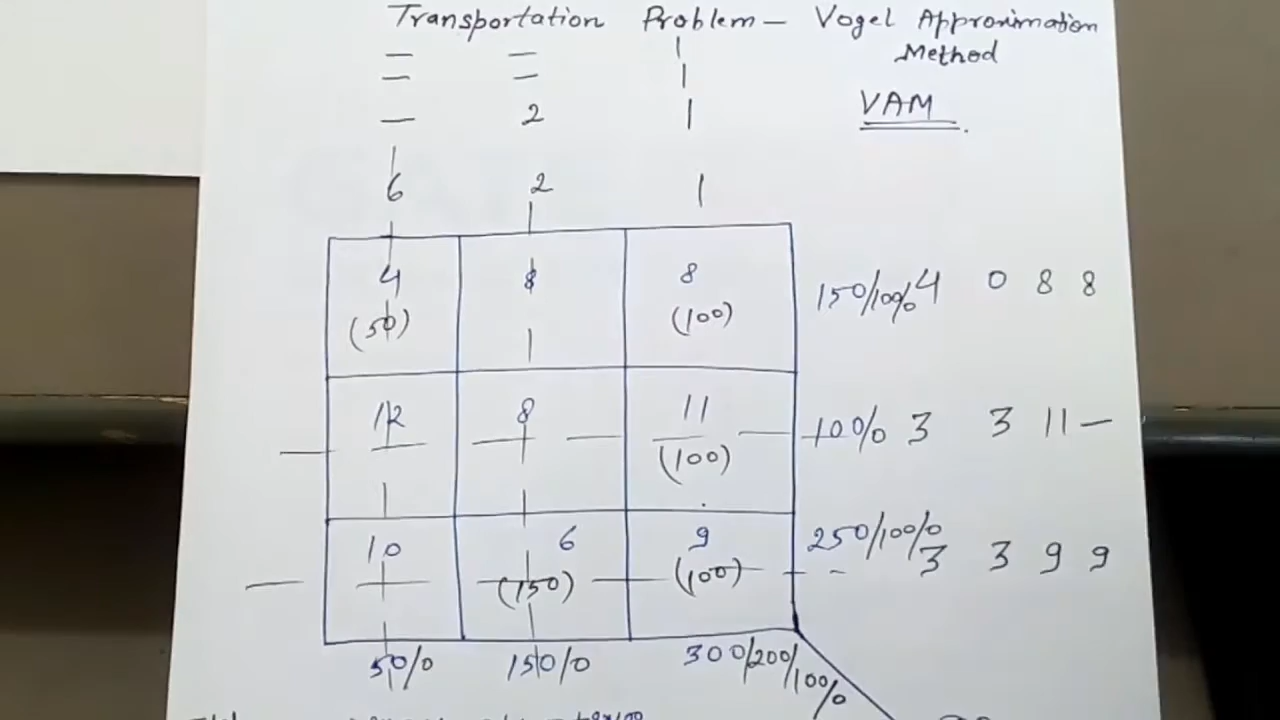 Transportation Problem — Vogel Approximation
Method
— — 1
— — 1
— 2 1
VAM
6 2 1
4 8 8 150/100/0 4 0 8 8
(50) (100)
12 8 11 100/0 3 3 11 —
(100)
10 6 9 250/100/0 3 3 9 9
(150) (100)
50/0 150/0 300/200/100/0